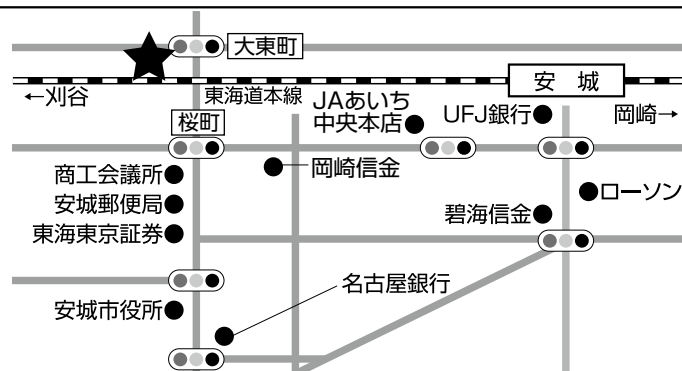 大東町
安 城
←刈谷
東海道本線
JAあいち
中央本店
UFJ銀行
岡崎→
桜町
商工会議所
岡崎信金
安城郵便局
ローソン
東海東京証券
碧海信金
名古屋銀行
安城市役所